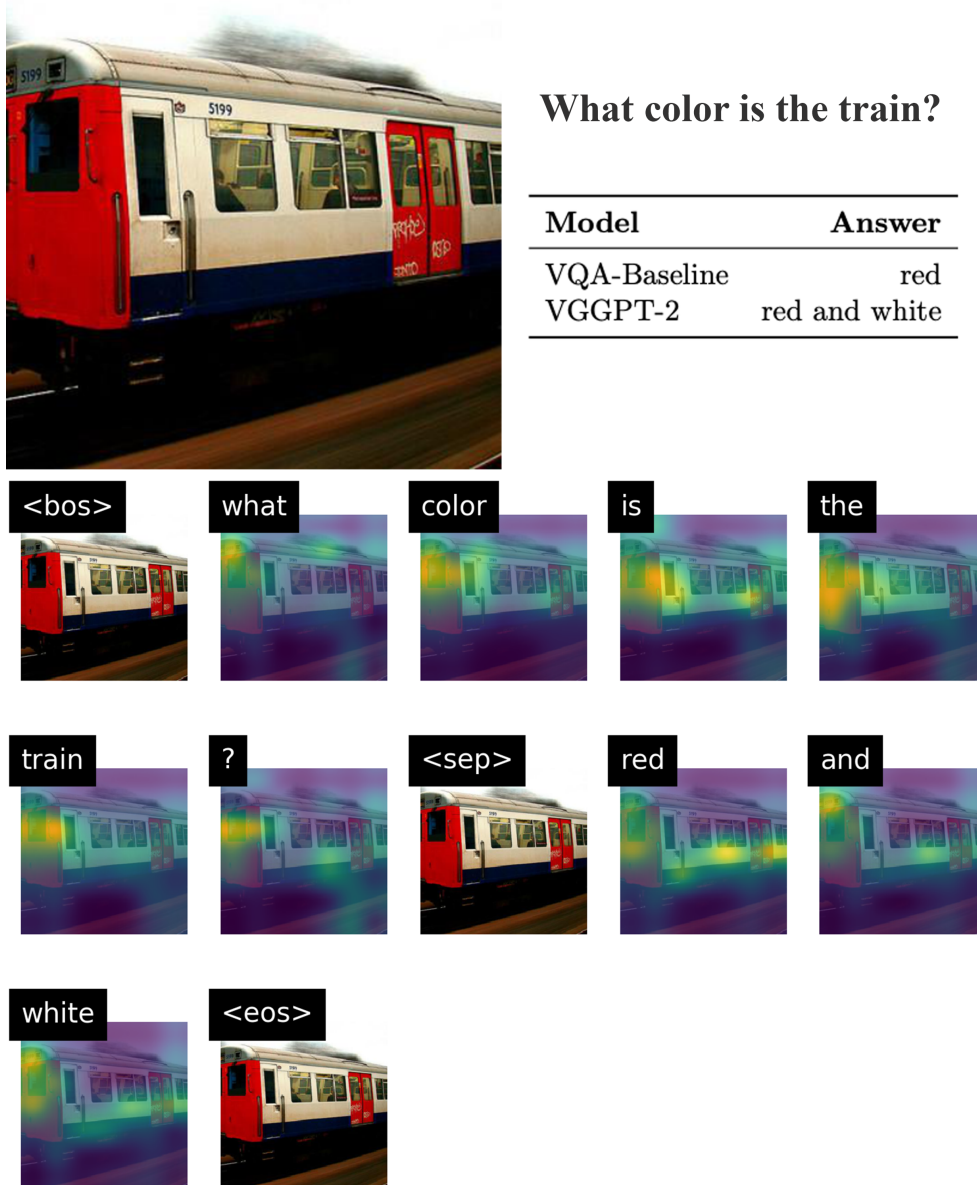 5199
5199
What color is the train?
Model Answer
VQA-Baseline red
VGGPT-2 red and white
<bos> what color is the
train ? <sep> red and
white <eos>